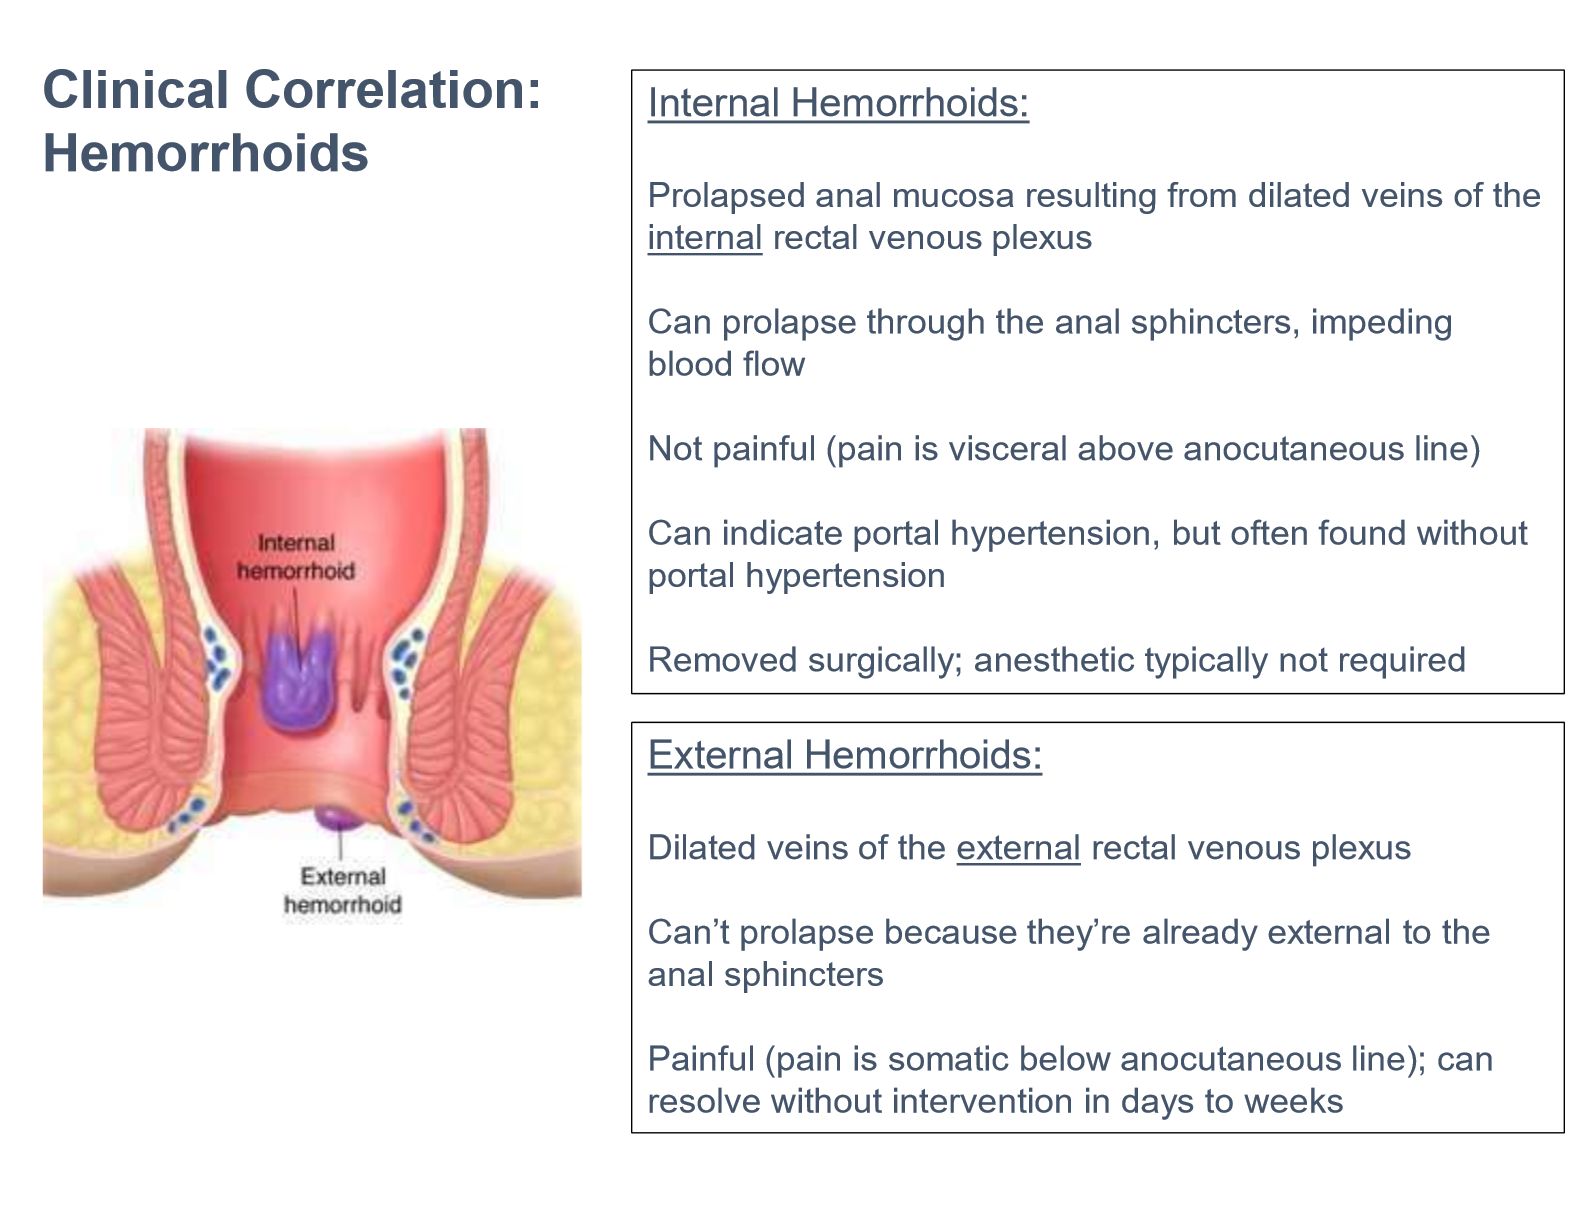 Clinical Correlation:
Hemorrhoids
Internal
hemorrhoid
External
hemorrhoid
Internal Hemorrhoids:
Prolapsed anal mucosa resulting from dilated veins of the
internal rectal venous plexus
Can prolapse through the anal sphincters, impeding
blood flow
Not painful (pain is visceral above anocutaneous line)
Can indicate portal hypertension, but often found without
portal hypertension
Removed surgically; anesthetic typically not required
External Hemorrhoids:
Dilated veins of the external rectal venous plexus
Can’t prolapse because they’re already external to the
anal sphincters
Painful (pain is somatic below anocutaneous line); can
resolve without intervention in days to weeks